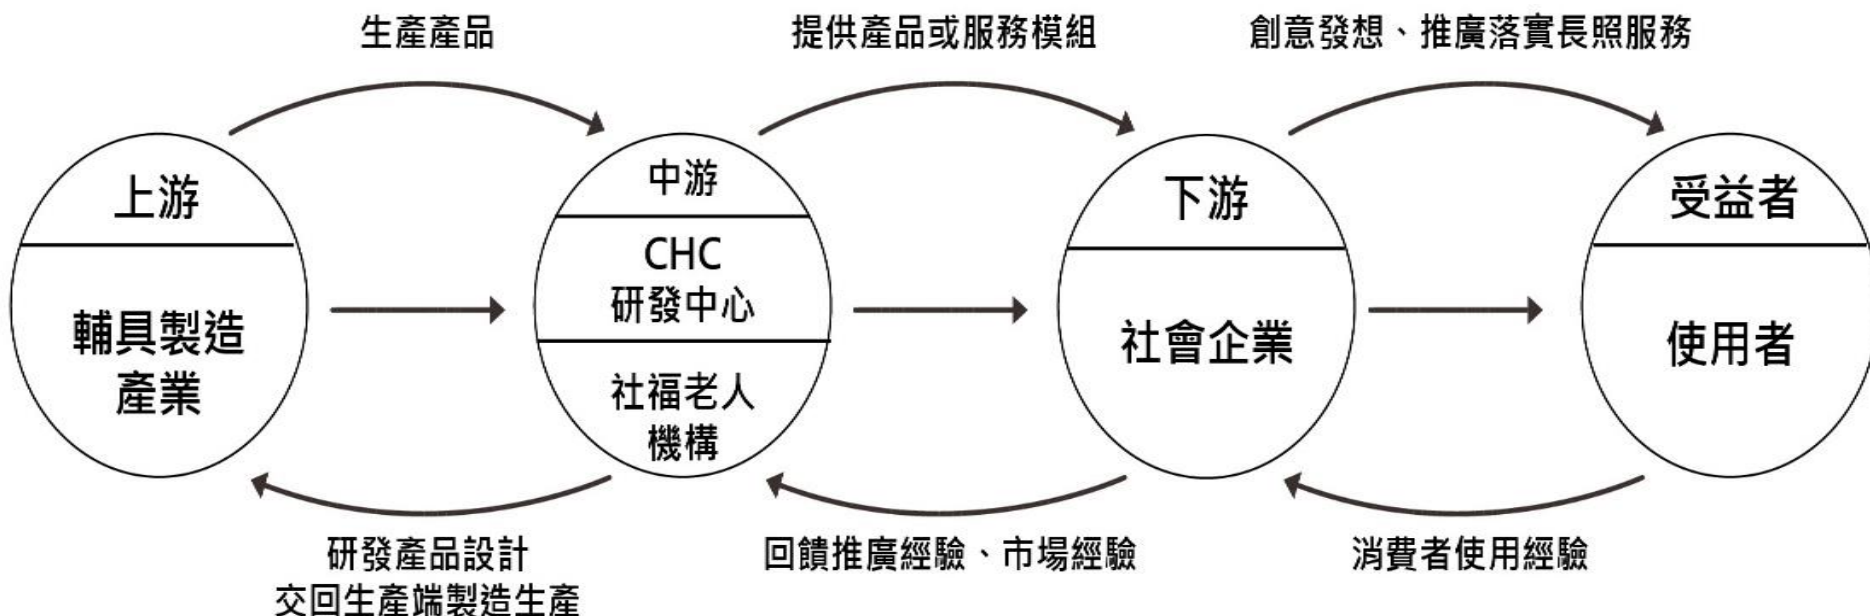 生產產品
提供產品或服務模組
創意發想、推廣落實長照服務
上游
輔具製造
產業
中游
CHC
研發中心
社福老人
機構
下游
社會企業
受益者
使用者
研發產品設計
交回生產端製造生產
回饋推廣經驗、市場經驗
消費者使用經驗